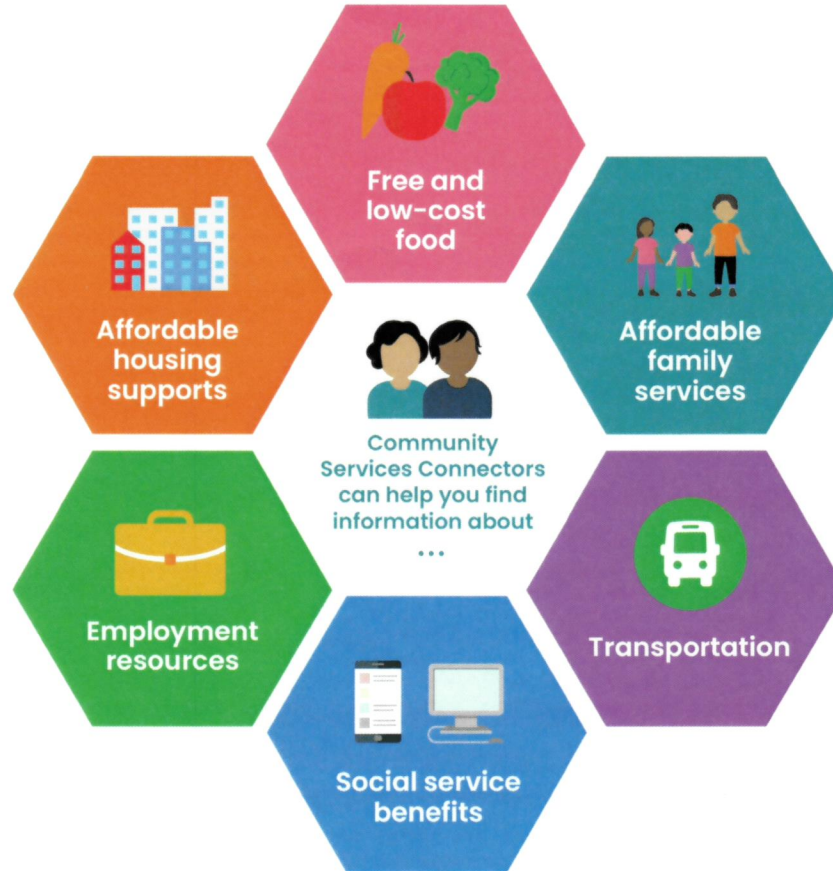 Free and
low-cost
food
Affordable
housing
supports
Affordable
family
services
Community
Services Connectors
can help you find
information about
...
Employment
resources
Transportation
Social service
benefits